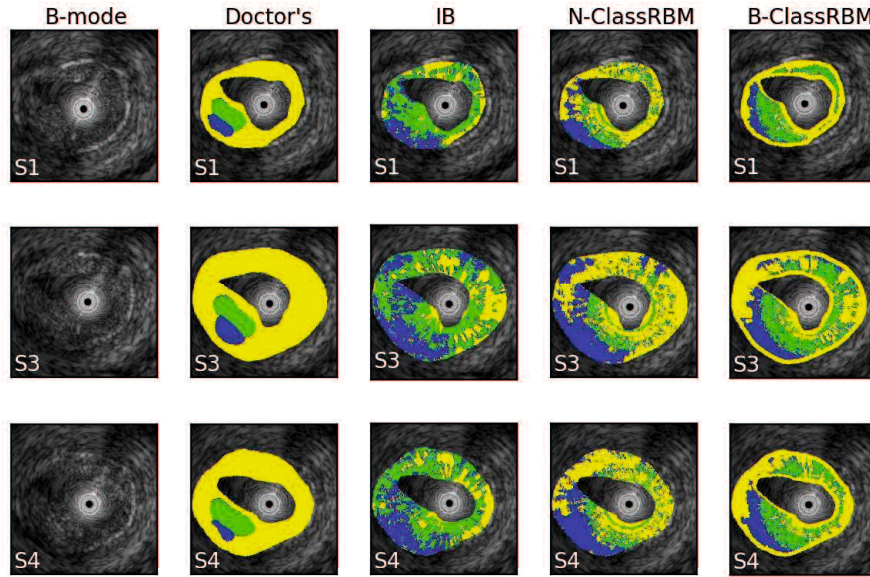 B-mode Doctor's IB N-ClassRBM B-ClassRBM
S1 S1 S1 S1 S1
S3 S3 S3 S3 S3
S4 S4 S4 S4 S4